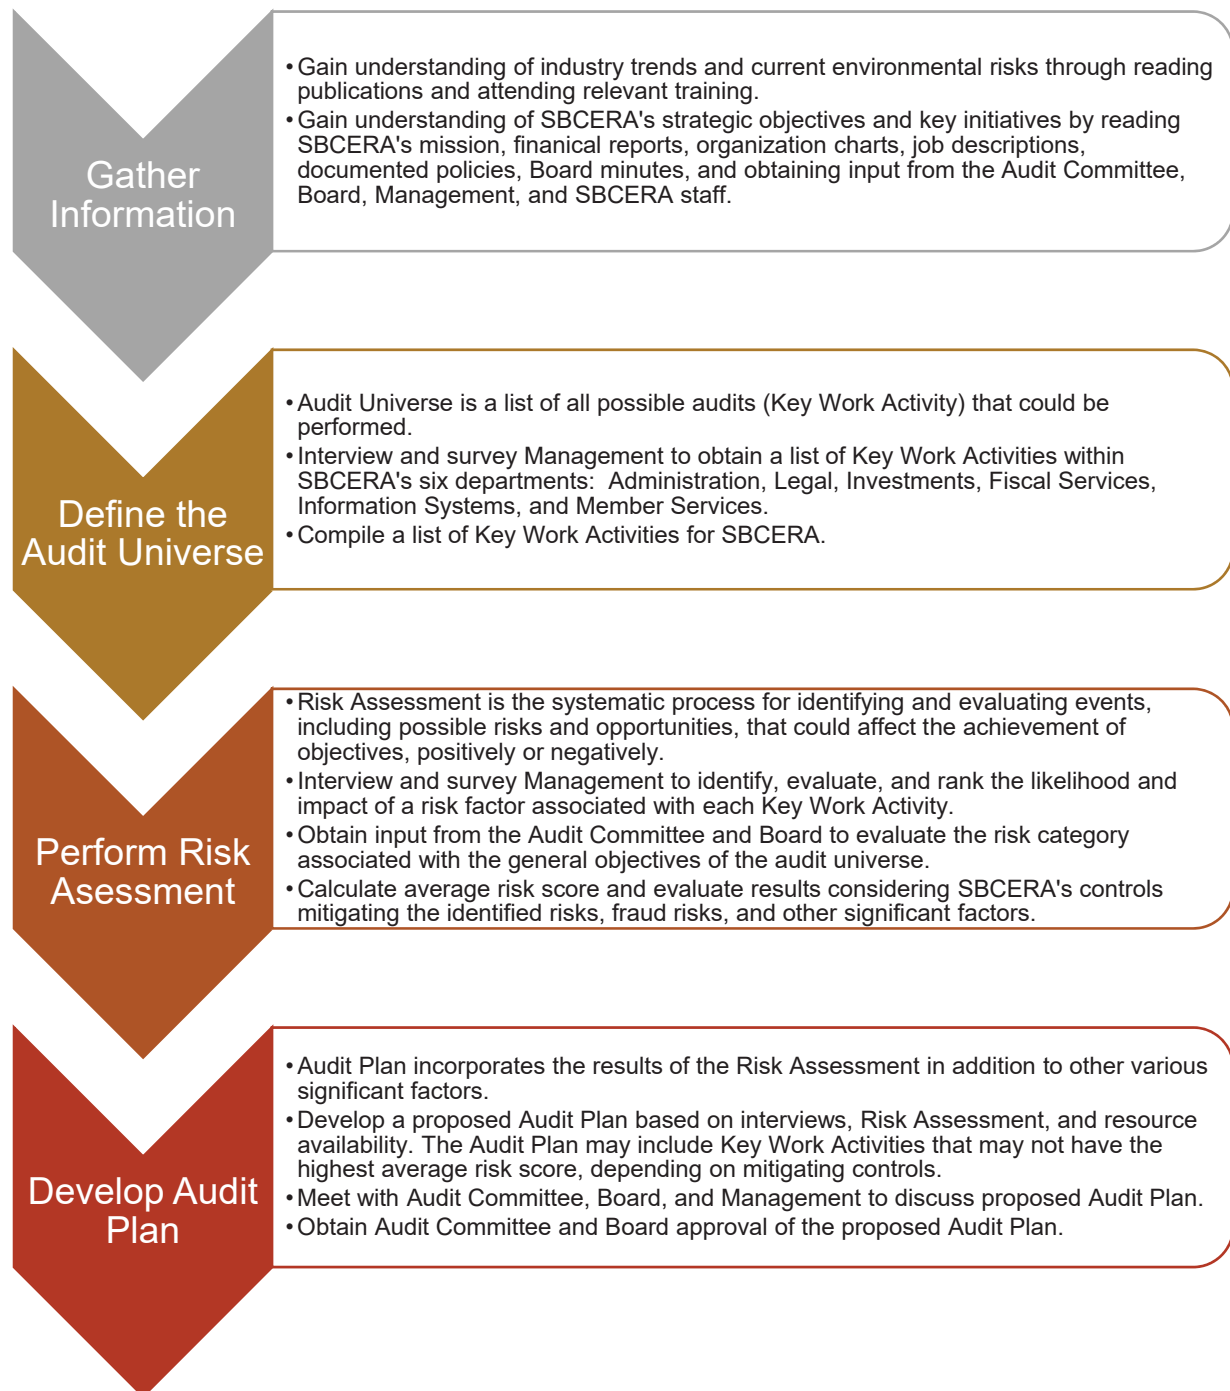 Gather
Information
• Gain understanding of industry trends and current environmental risks through reading
publications and attending relevant training.
• Gain understanding of SBCERA's strategic objectives and key initiatives by reading
SBCERA's mission, finanical reports, organization charts, job descriptions,
documented policies, Board minutes, and obtaining input from the Audit Committee,
Board, Management, and SBCERA staff.
Define the
Audit Universe
• Audit Universe is a list of all possible audits (Key Work Activity) that could be
performed.
• Interview and survey Management to obtain a list of Key Work Activities within
SBCERA's six departments:  Administration, Legal, Investments, Fiscal Services,
Information Systems, and Member Services.
• Compile a list of Key Work Activities for SBCERA.
Perform Risk
Asessment
• Risk Assessment is the systematic process for identifying and evaluating events,
including possible risks and opportunities, that could affect the achievement of
objectives, positively or negatively.
• Interview and survey Management to identify, evaluate, and rank the likelihood and
impact of a risk factor associated with each Key Work Activity.
• Obtain input from the Audit Committee and Board to evaluate the risk category
associated with the general objectives of the audit universe.
• Calculate average risk score and evaluate results considering SBCERA's controls
mitigating the identified risks, fraud risks, and other significant factors.
Develop Audit
Plan
• Audit Plan incorporates the results of the Risk Assessment in addition to other various
significant factors.
• Develop a proposed Audit Plan based on interviews, Risk Assessment, and resource
availability. The Audit Plan may include Key Work Activities that may not have the
highest average risk score, depending on mitigating controls.
• Meet with Audit Committee, Board, and Management to discuss proposed Audit Plan.
• Obtain Audit Committee and Board approval of the proposed Audit Plan.